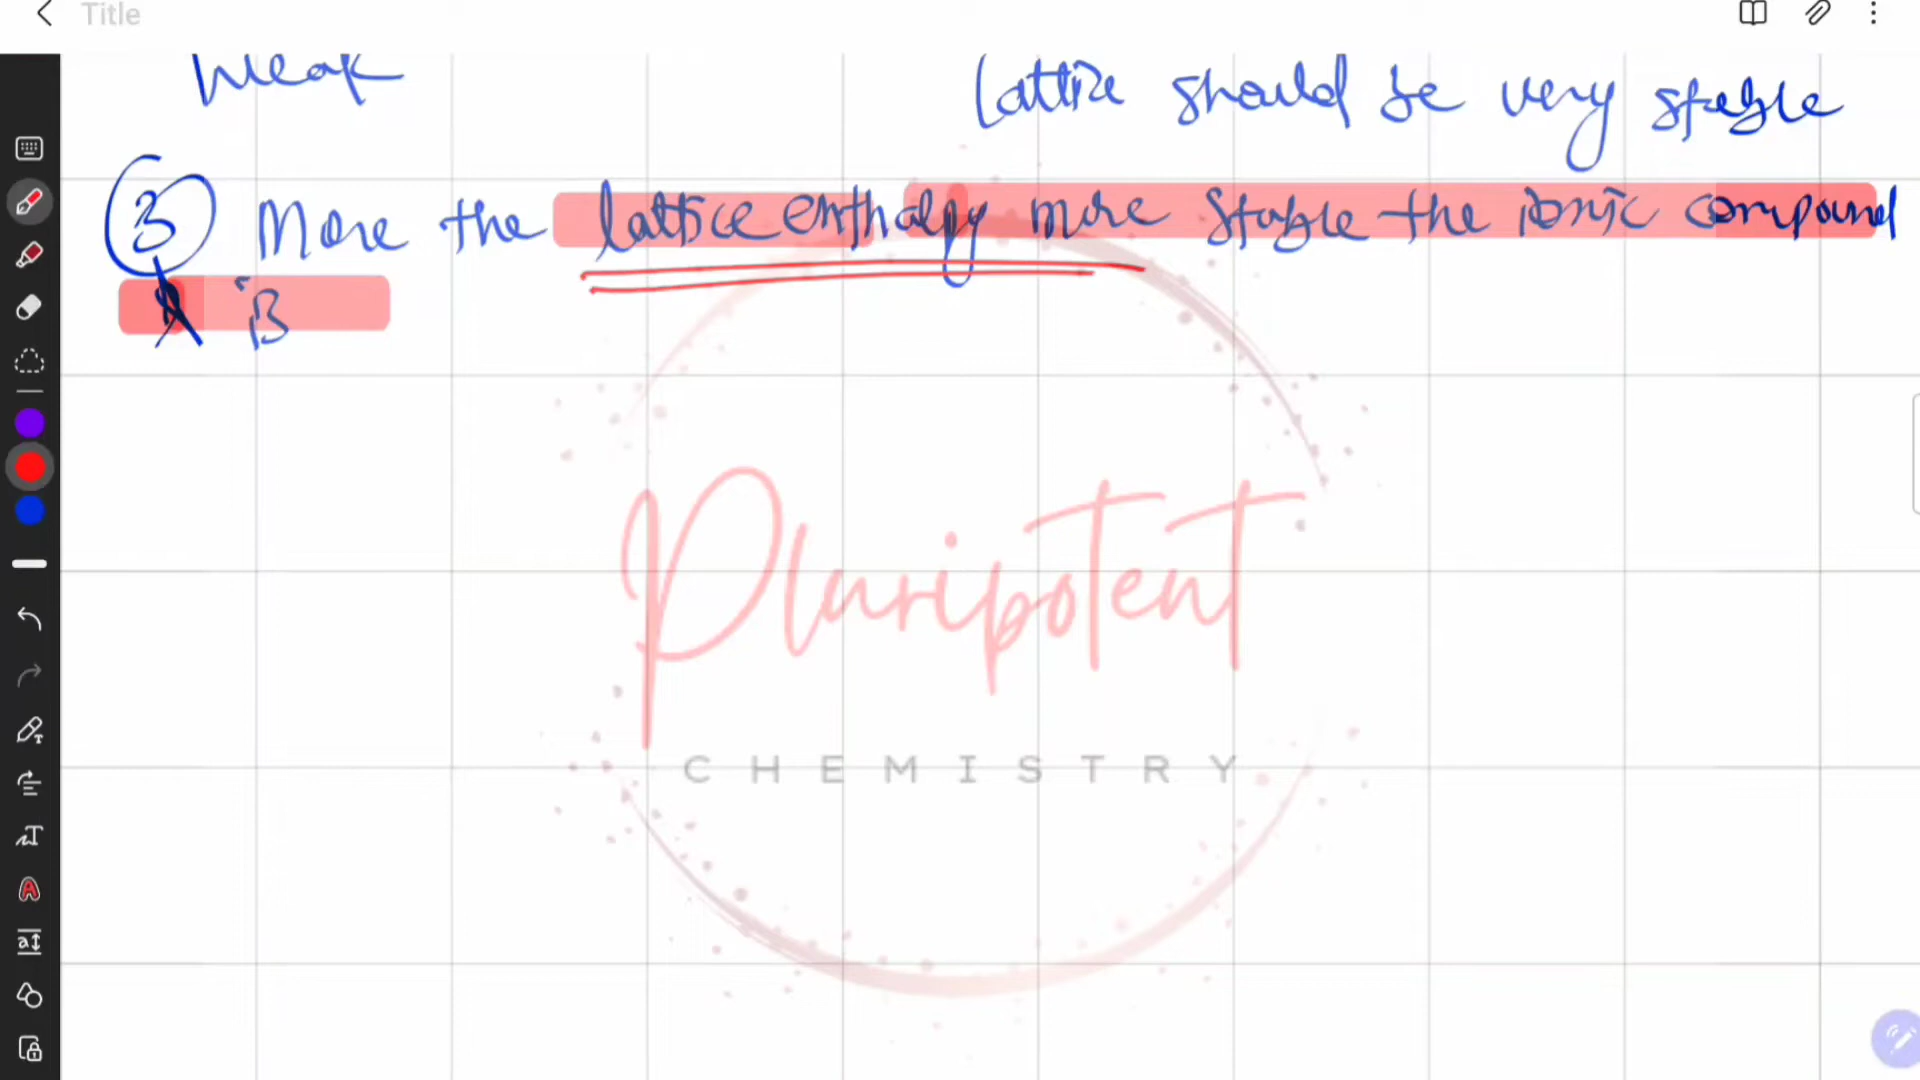 Title
Weak
Lattice should be very stable
3 More the lattice enthalpy more stable the ionic compound
is
Pluripotent
CHEMISTRY